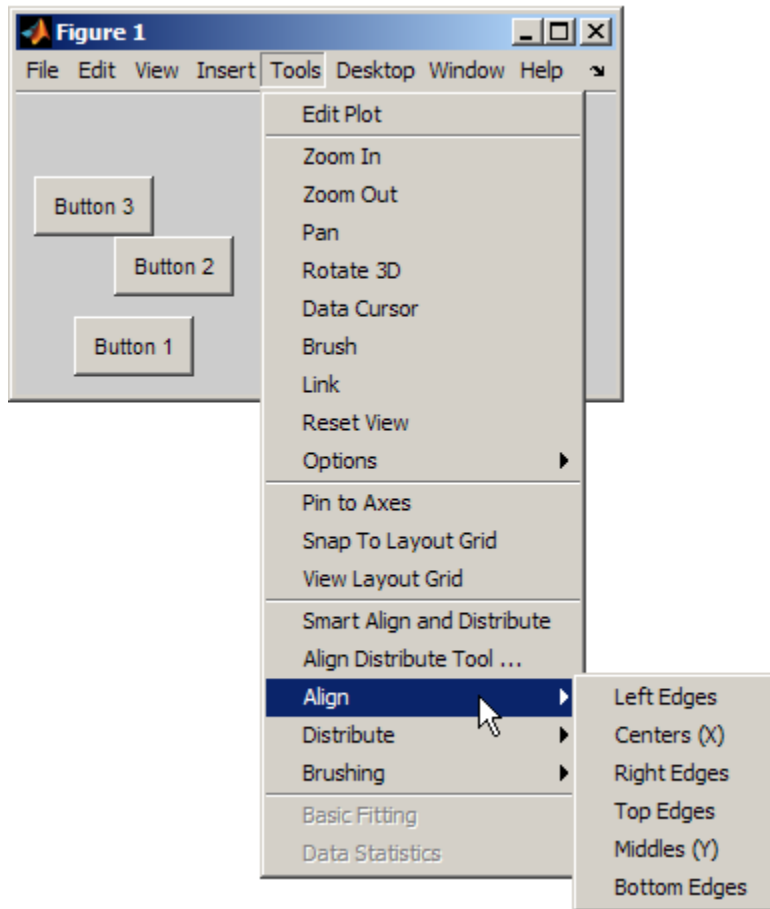 Figure 1
File Edit View Insert Tools Desktop Window Help
Button 3
Button 2
Button 1
Edit Plot
Zoom In
Zoom Out
Pan
Rotate 3D
Data Cursor
Brush
Link
Reset View
Options
Pin to Axes
Snap To Layout Grid
View Layout Grid
Smart Align and Distribute
Align Distribute Tool ...
Align
Distribute
Brushing
Basic Fitting
Data Statistics
Left Edges
Centers (X)
Right Edges
Top Edges
Middles (Y)
Bottom Edges